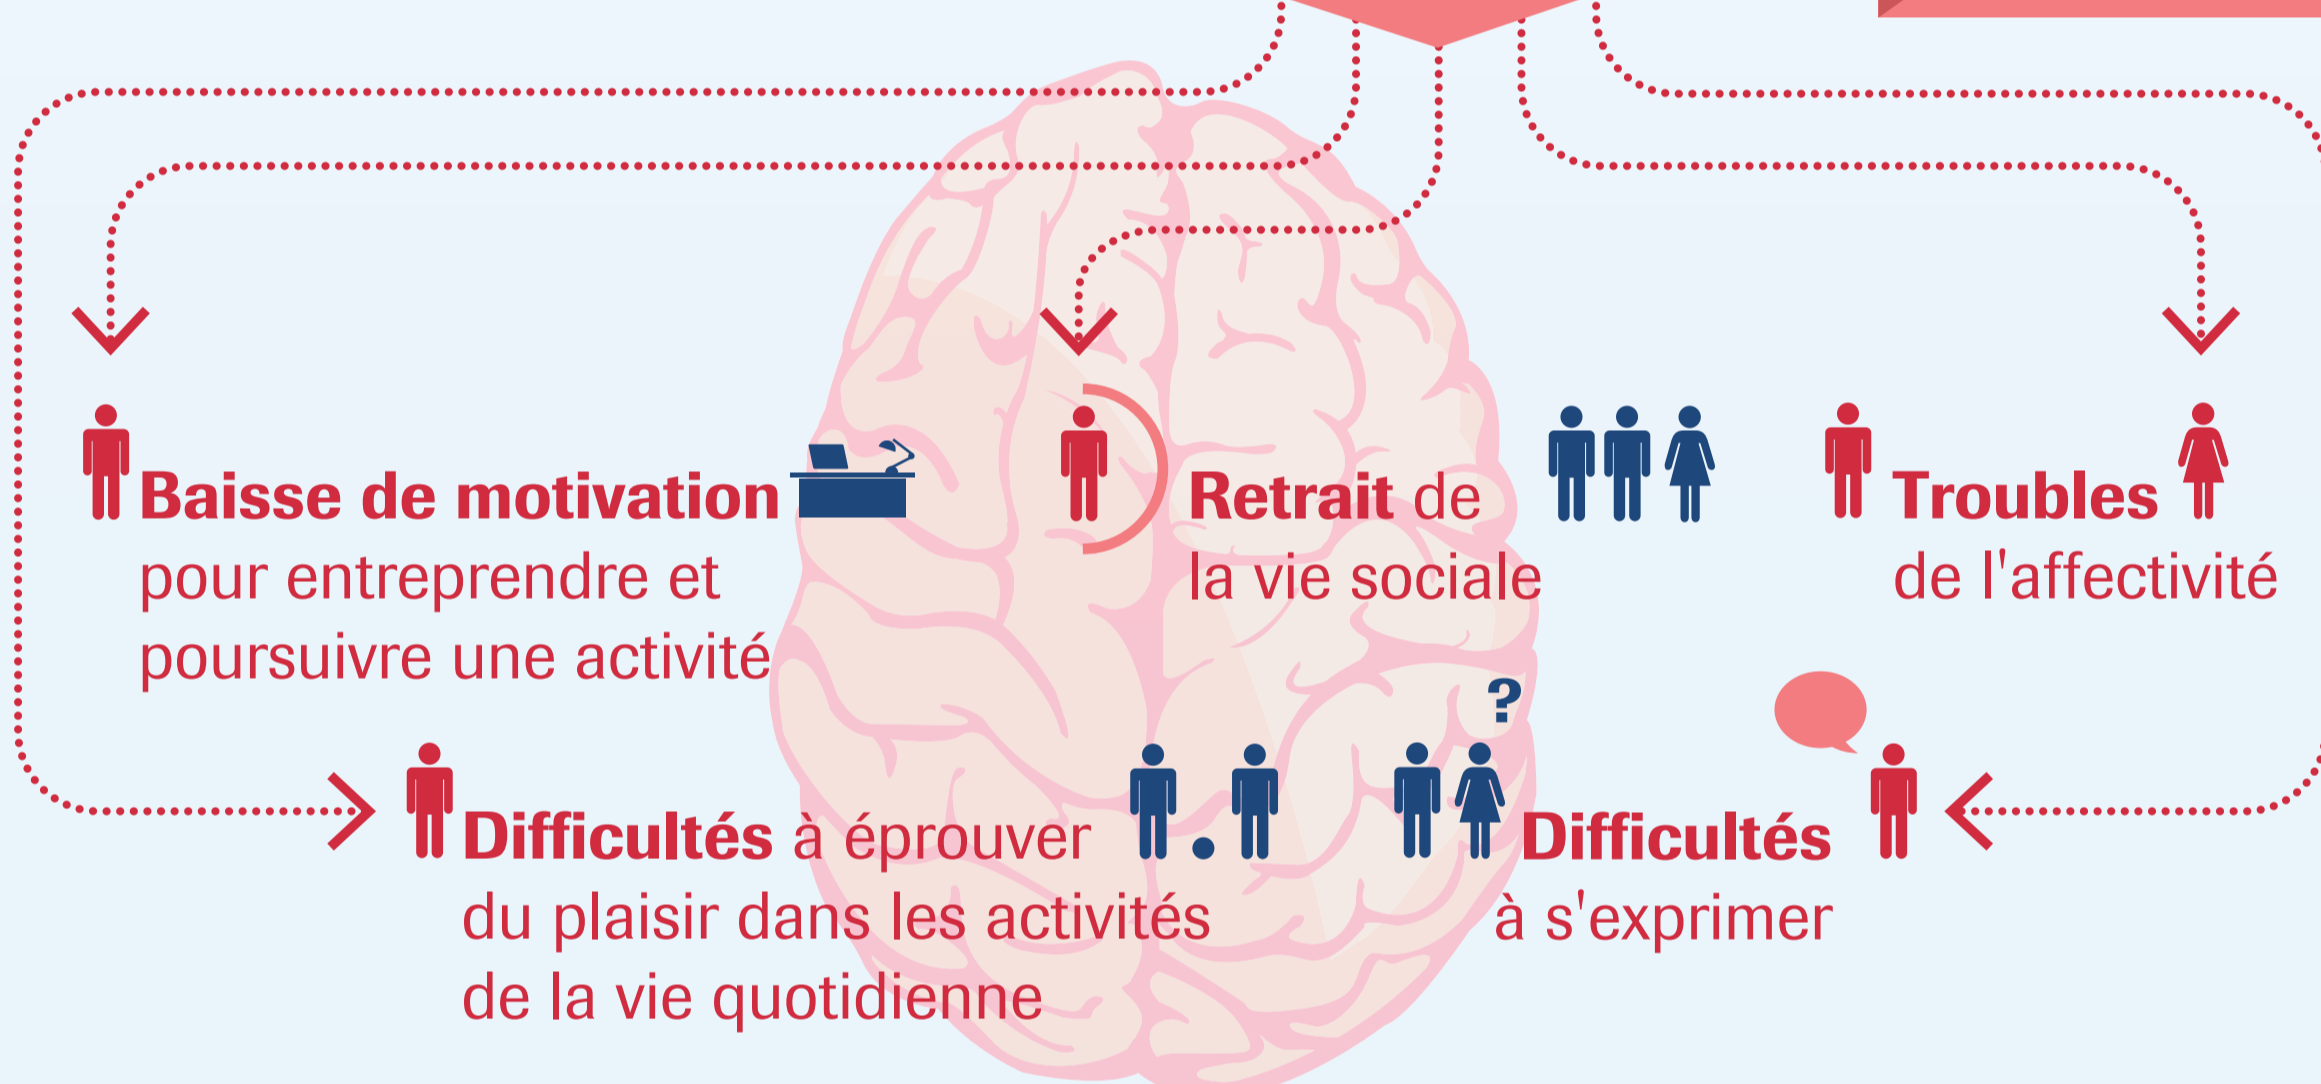 Baisse de motivation
pour entreprendre et
poursuivre une activité
Retrait de
la vie sociale
Troubles
de l'affectivité
Difficultés à éprouver
du plaisir dans les activités
de la vie quotidienne
?
Difficultés
à s'exprimer